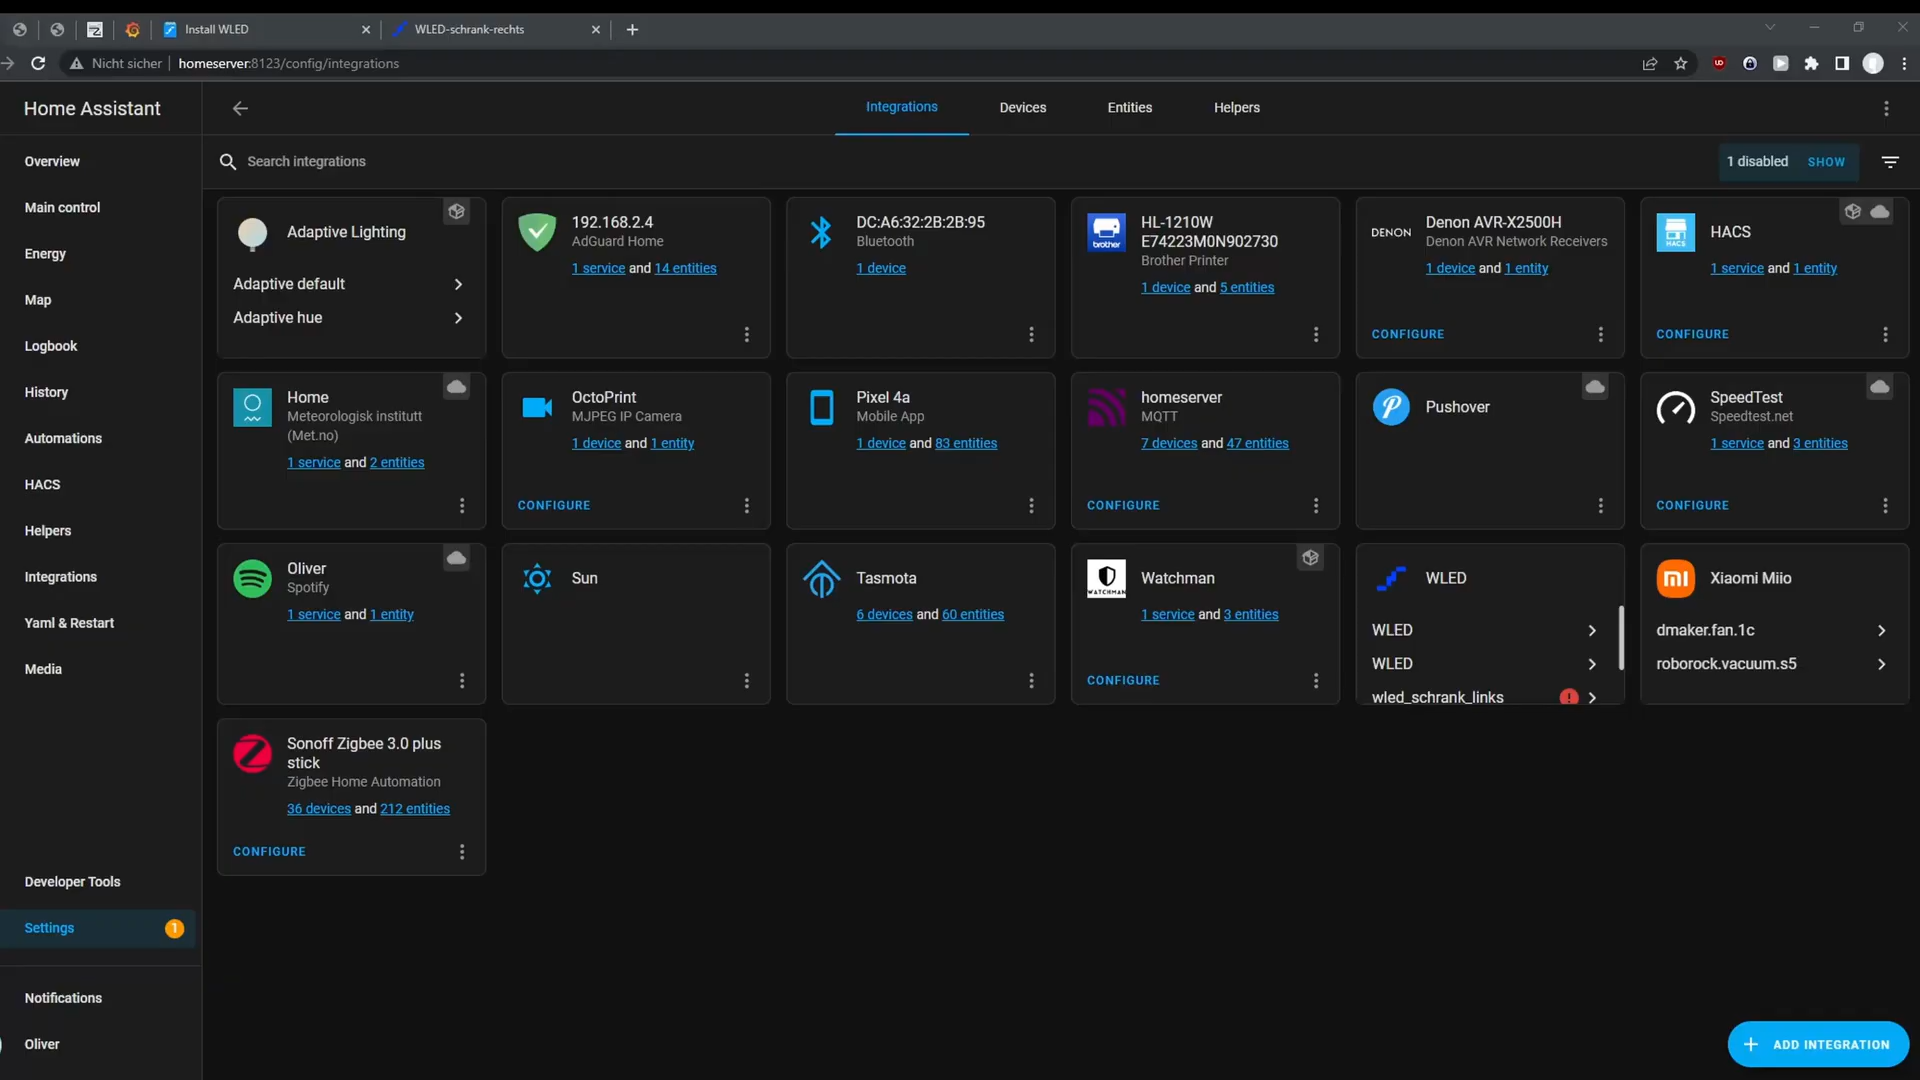 Install WLED
WLED-schrank-rechts
Nicht sicher
homeserver:8123/config/integrations
Home Assistant
Integrations
Devices
Entities
Helpers
Overview
Main control
Energy
Map
Logbook
History
Automations
HACS
Helpers
Integrations
Yaml & Restart
Media
Developer Tools
Settings
1
Notifications
Oliver
Search integrations
1 disabled
SHOW
Adaptive Lighting
Adaptive default
Adaptive hue
192.168.2.4
AdGuard Home
1 service and 14 entities
DC:A6:32:2B:2B:95
Bluetooth
1 device
brother
HL-1210W
E74223M0N902730
Brother Printer
1 device and 5 entities
DENON
Denon AVR-X2500H
Denon AVR Network Receivers
1 device and 1 entity
CONFIGURE
HACS
HACS
1 service and 1 entity
CONFIGURE
Home
Meteorologisk institutt
(Met.no)
1 service and 2 entities
OctoPrint
MJPEG IP Camera
1 device and 1 entity
CONFIGURE
Pixel 4a
Mobile App
1 device and 83 entities
homeserver
MQTT
7 devices and 47 entities
CONFIGURE
Pushover
SpeedTest
Speedtest.net
1 service and 3 entities
CONFIGURE
Oliver
Spotify
1 service and 1 entity
Sun
Tasmota
6 devices and 60 entities
WATCHMAN
Watchman
1 service and 3 entities
CONFIGURE
WLED
WLED
WLED
wled_schrank_links
Xiaomi Miio
dmaker.fan.1c
roborock.vacuum.s5
Sonoff Zigbee 3.0 plus
stick
Zigbee Home Automation
36 devices and 212 entities
CONFIGURE
ADD INTEGRATION